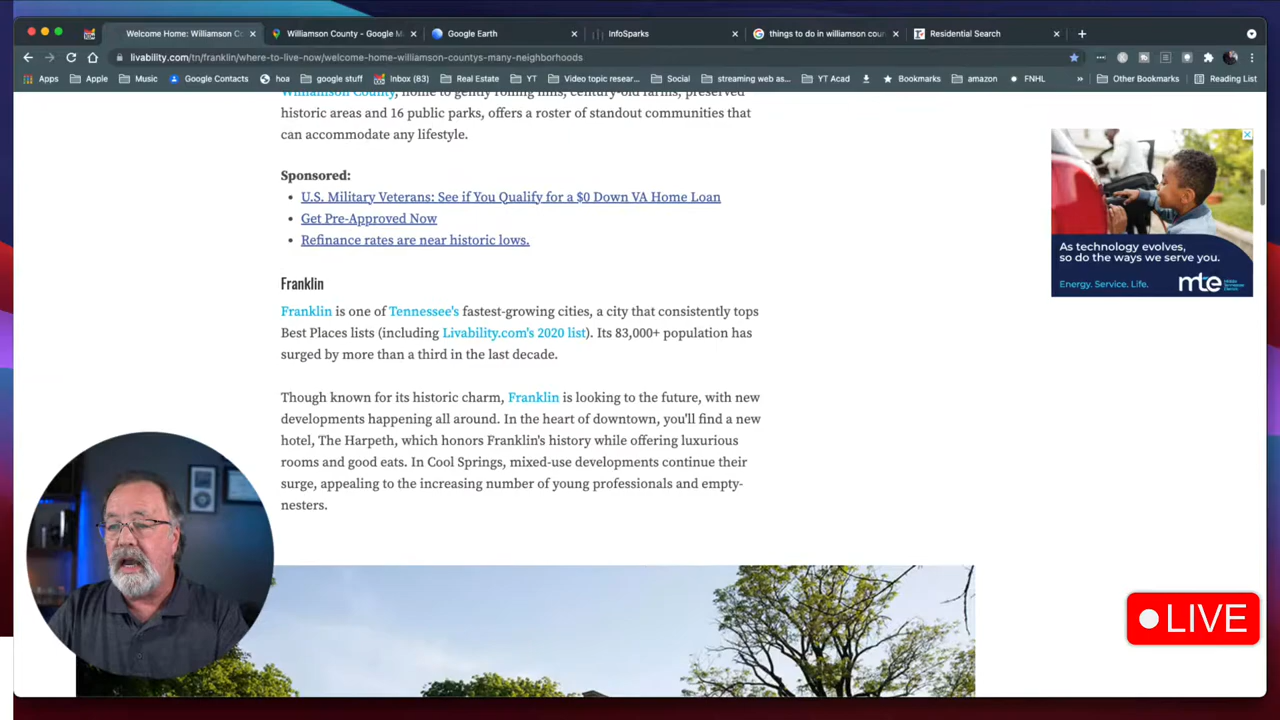 Welcome Home: Williamson Co
Williamson County - Google M
Google Earth
InfoSparks
things to do in williamson coun
Residential Search
livability.com/tn/franklin/where-to-live-now/welcome-home-williamson-countys-many-neighborhoods
Apps Apple Music Google Contacts hoa google stuff Inbox (83) Real Estate YT Video topic resear... Social streaming web as... YT Acad Bookmarks amazon FNHL » Other Bookmarks Reading List
Williamson County, home to gently rolling hills, century-old farms, preserved
historic areas and 16 public parks, offers a roster of standout communities that
can accommodate any lifestyle.
Sponsored:
• U.S. Military Veterans: See if You Qualify for a $0 Down VA Home Loan
• Get Pre-Approved Now
• Refinance rates are near historic lows.
As technology evolves,
so do the ways we serve you.
Energy. Service. Life. mte
Franklin
Franklin is one of Tennessee's fastest-growing cities, a city that consistently tops
Best Places lists (including Livability.com's 2020 list). Its 83,000+ population has
surged by more than a third in the last decade.
Though known for its historic charm, Franklin is looking to the future, with new
developments happening all around. In the heart of downtown, you'll find a new
hotel, The Harpeth, which honors Franklin's history while offering luxurious
rooms and good eats. In Cool Springs, mixed-use developments continue their
surge, appealing to the increasing number of young professionals and empty-
nesters.
LIVE